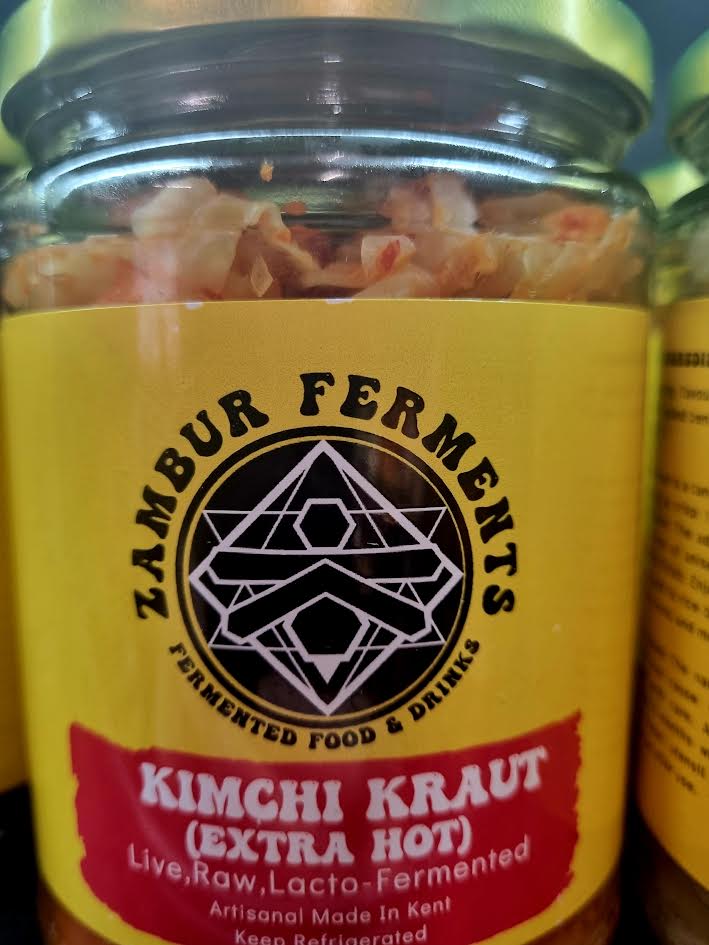 ZAMBUR FERMENTS
FERMENTED FOOD & DRINKS
KIMCHI KRAUT
(EXTRA HOT)
Live,Raw,Lacto-Fermented
Artisanal Made In Kent
Keep Refrigerated